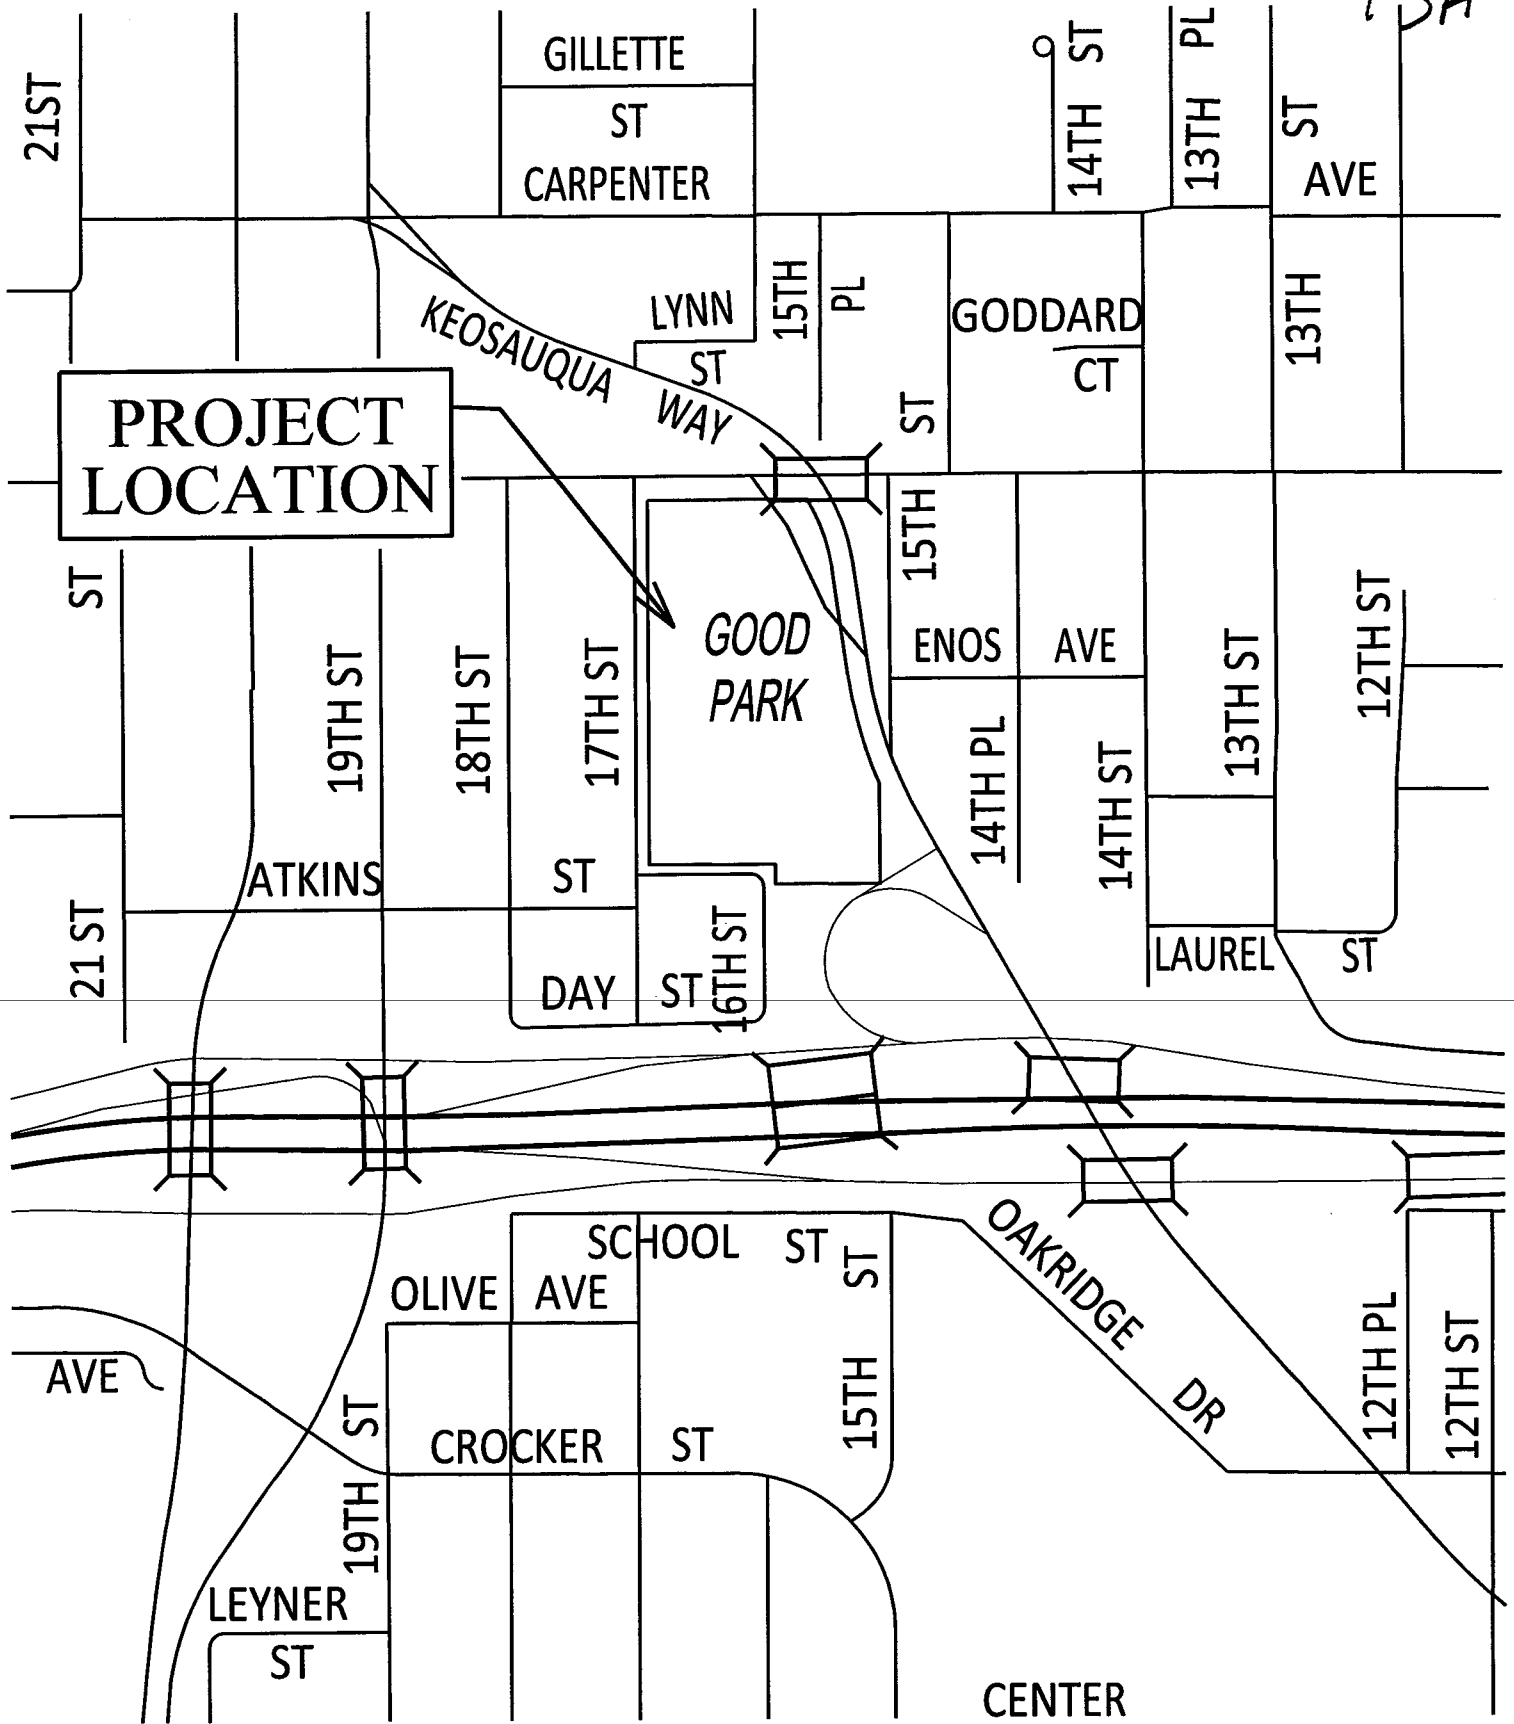 13A
GILLETTE
ST
21ST
14TH ST
13TH PL
ST
CARPENTER
AVE
KEOSAUQUA WAY
LYNN
ST
15TH PL
GODDARD
CT
13TH
PROJECT
LOCATION
ST
15TH
ST
GOOD
PARK
ENOS AVE
12TH ST
19TH ST
18TH ST
17TH ST
14TH PL
14TH ST
13TH ST
ATKINS ST
21 ST
DAY ST
16TH ST
LAUREL ST
SCHOOL ST
OLIVE AVE
15TH ST
OAKRIDGE DR
AVE
19TH ST
CROCKER ST
12TH PL
12TH ST
LEYNER
ST
CENTER